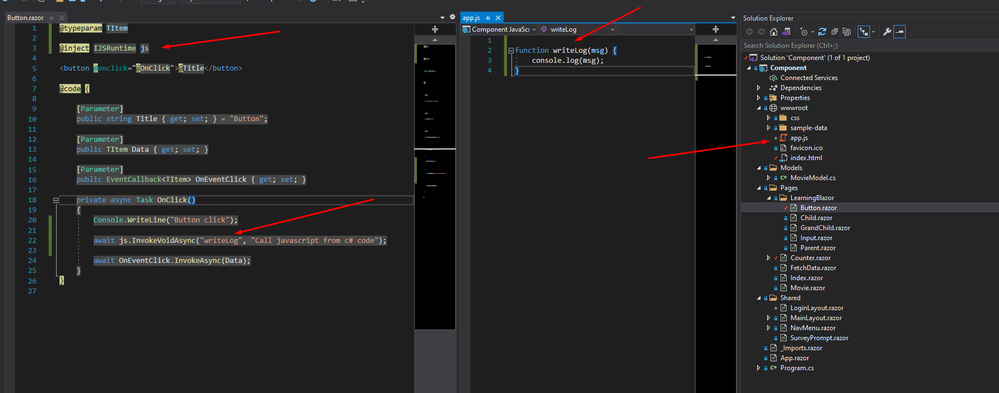 Button.razor
1 @typeparam TItem
2
3 @inject IJSRuntime js
4
5 <button @onclick="@OnClick">@Title</button>
6
7 @code {
8
9 [Parameter]
10 public string Title { get; set; } = "Button";
11
12 [Parameter]
13 public TItem Data { get; set; }
14
15 [Parameter]
16 public EventCallback<TItem> OnEventClick { get; set; }
17
18 private async Task OnClick()
19 {
20 Console.WriteLine("Button click");
21
22 await js.InvokeVoidAsync("writeLog", "Call javascript from c# code");
23
24 await OnEventClick.InvokeAsync(Data);
25 }
26 }
27
app.js
Component JavaScr writeLog
1
2 function writeLog(msg) {
3 console.log(msg);
4 }
Solution Explorer
Search Solution Explorer (Ctrl+;)
Solution 'Component' (1 of 1 project)
Component
Connected Services
Dependencies
Properties
wwwroot
css
sample-data
app.js
favicon.ico
index.html
Models
C# MovieModel.cs
Pages
LearningBlazor
Button.razor
Child.razor
GrandChild.razor
Input.razor
Parent.razor
Counter.razor
FetchData.razor
Index.razor
Movie.razor
Shared
LoginLayout.razor
MainLayout.razor
NavMenu.razor
SurveyPrompt.razor
_Imports.razor
App.razor
C# Program.cs